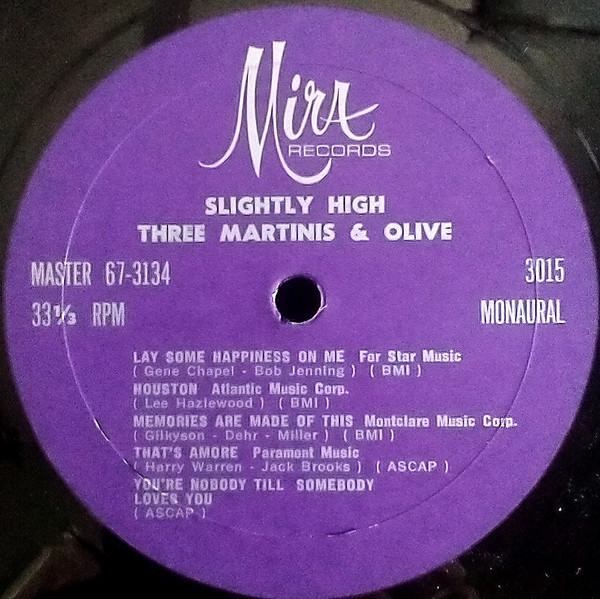 Mira
RECORDS
SLIGHTLY HIGH
THREE MARTINIS & OLIVE
MASTER 67-3134
3015
33⅓ RPM
MONAURAL
LAY SOME HAPPINESS ON ME For Star Music
( Gene Chapel - Bob Jenning ) ( BMI )
HOUSTON Atlantic Music Corp.
( Lee Hazlewood ) ( BMI )
MEMORIES ARE MADE OF THIS Montclare Music Corp.
( Gilkyson - Dehr - Miller ) ( BMI )
THAT'S AMORE Paramont Music
( Harry Warren - Jack Brooks ) ( ASCAP )
YOU'RE NOBODY TILL SOMEBODY
LOVES YOU
( ASCAP )